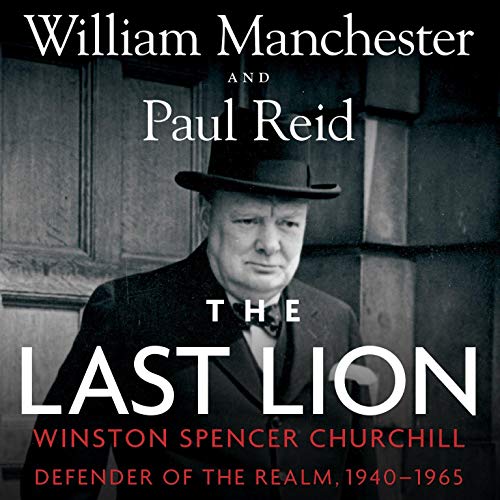 William Manchester
AND
Paul Reid
THE
LAST LION
WINSTON SPENCER CHURCHILL
DEFENDER OF THE REALM, 1940–1965